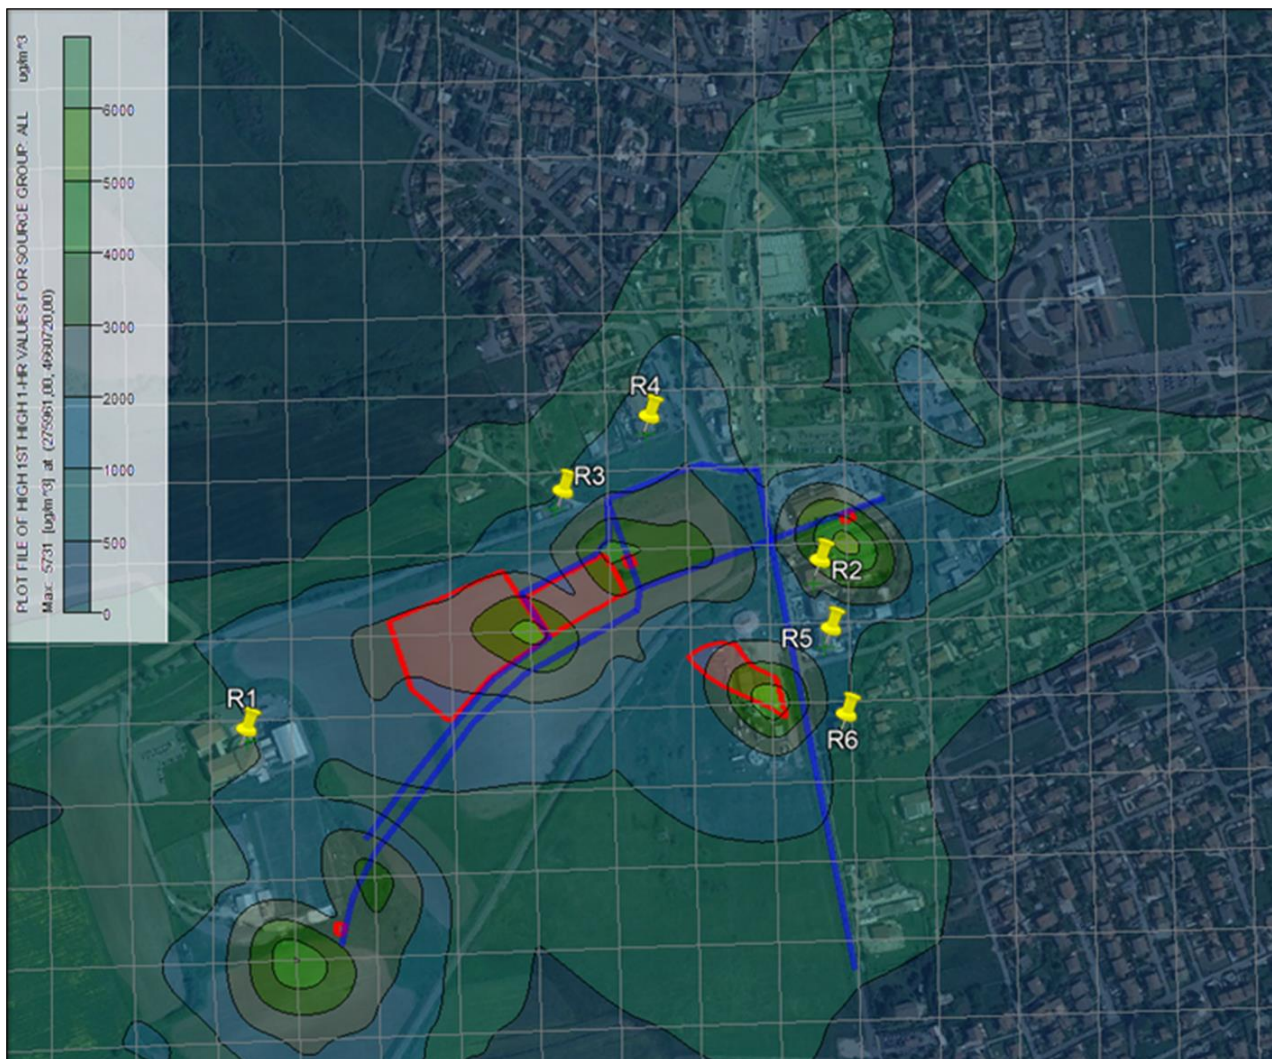 PLOT FILE OF HIGH 1ST HIGH 1-HR VALUES FOR SOURCE GROUP: ALL ug/m^3
Max: 5731 [ug/m^3] at (275961,00, 4660720,00)
6000
5000
4000
3000
2000
1000
500
0
R4
R3
R2
R5
R1
R6